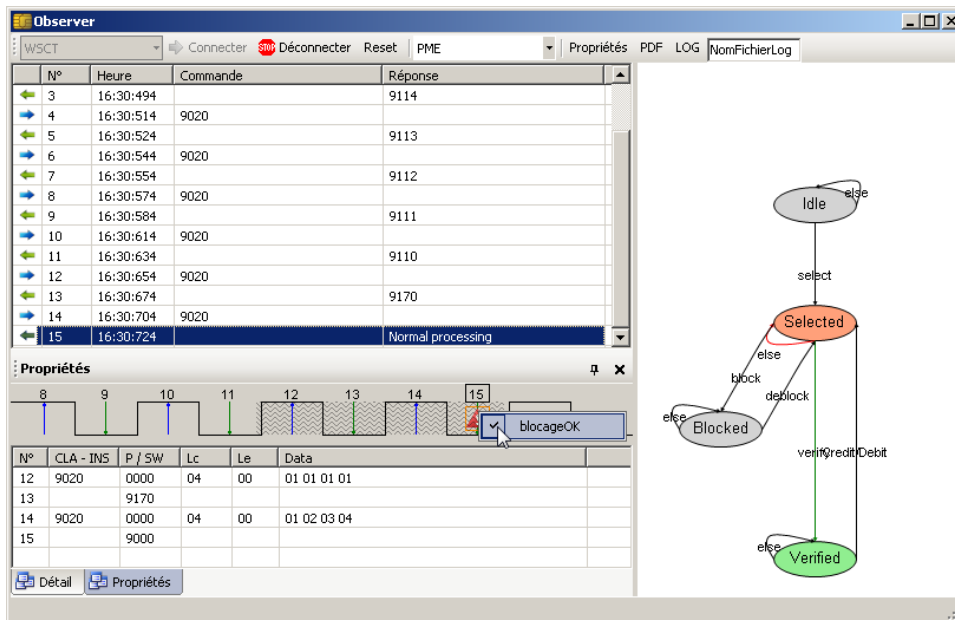 Observer
WSCT Connecter STOP Déconnecter Reset PME Propriétés PDF LOG NomFichierLog
N° Heure Commande Réponse
3 16:30:494 9114
4 16:30:514 9020
5 16:30:524 9113
6 16:30:544 9020
7 16:30:554 9112
8 16:30:574 9020
9 16:30:584 9111
10 16:30:614 9020
11 16:30:634 9110
12 16:30:654 9020
13 16:30:674 9170
14 16:30:704 9020
15 16:30:724 Normal processing
Propriétés
8 9 10 11 12 13 14 15
blocageOK
N° CLA - INS P / SW Lc Le Data
12 9020 0000 04 00 01 01 01 01
13 9170
14 9020 0000 04 00 01 02 03 04
15 9000
Détail Propriétés
else
Idle
select
Selected
else
block
deblock
else
Blocked
verify
Credit/Debit
else
Verified